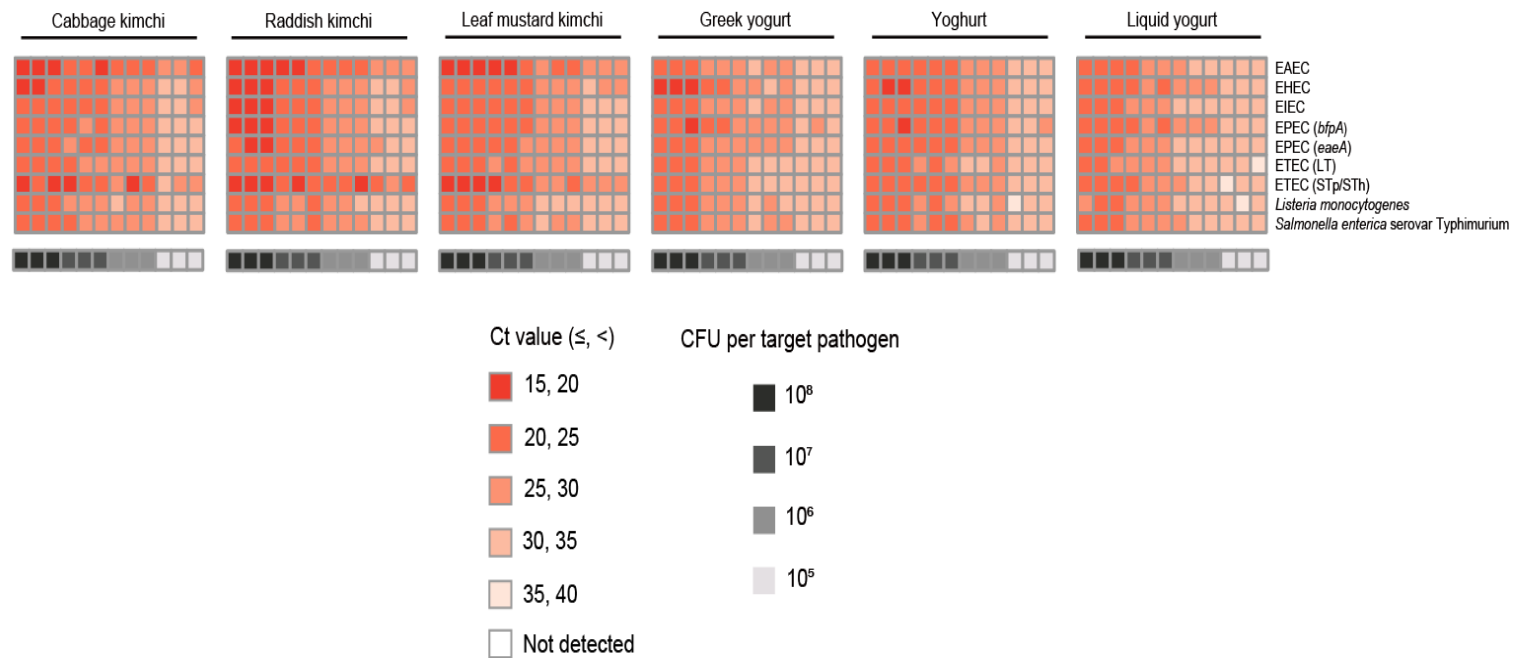 Cabbage kimchi
Raddish kimchi
Leaf mustard kimchi
Greek yogurt
Yoghurt
Liquid yogurt
EAEC
EHEC
EIEC
EPEC (bfpA)
EPEC (eaeA)
ETEC (LT)
ETEC (STp/STh)
Listeria monocytogenes
Salmonella enterica serovar Typhimurium
Ct value (≤, <)
15, 20
20, 25
25, 30
30, 35
35, 40
Not detected
CFU per target pathogen
10⁸
10⁷
10⁶
10⁵